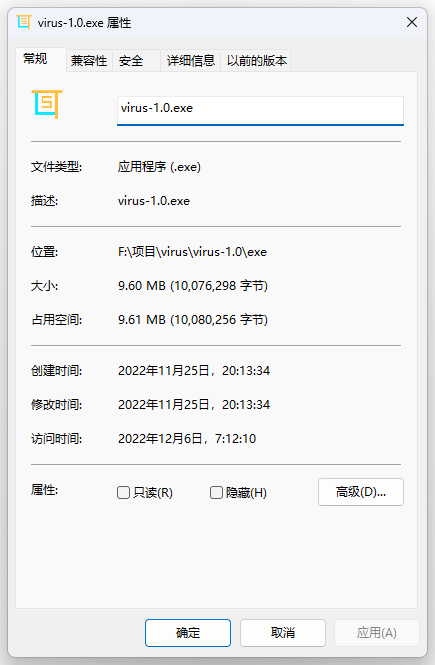 virus-1.0.exe 属性
常规 兼容性 安全 详细信息 以前的版本
virus-1.0.exe
文件类型: 应用程序 (.exe)
描述: virus-1.0.exe
位置: F:\项目\virus\virus-1.0\exe
大小: 9.60 MB (10,076,298 字节)
占用空间: 9.61 MB (10,080,256 字节)
创建时间: 2022年11月25日，20:13:34
修改时间: 2022年11月25日，20:13:34
访问时间: 2022年12月6日，7:12:10
属性: 只读(R) 隐藏(H) 高级(D)...
确定 取消 应用(A)